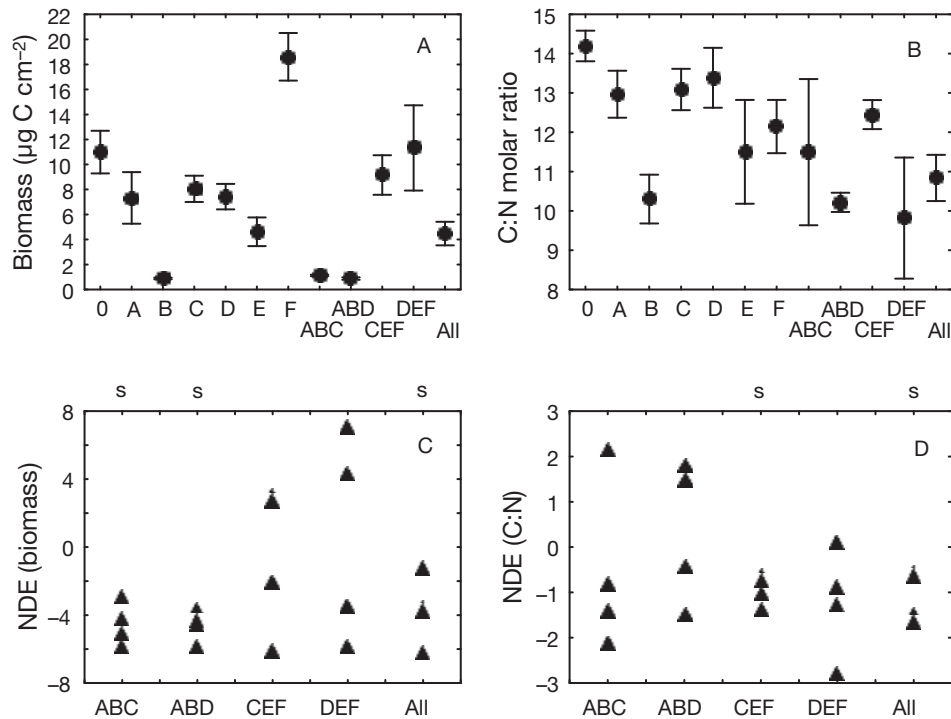 A
Biomass (µg C cm–2)
22
20
18
16
14
12
10
8
6
4
2
0
0 A B C D E F ABC ABD CEF DEF All
B
C:N molar ratio
15
14
13
12
11
10
9
8
0 A B C D E F ABC ABD CEF DEF All
s s s
C
NDE (biomass)
8
4
0
–4
–8
ABC ABD CEF DEF All
s s
D
NDE (C:N)
3
2
1
0
–1
–2
–3
ABC ABD CEF DEF All